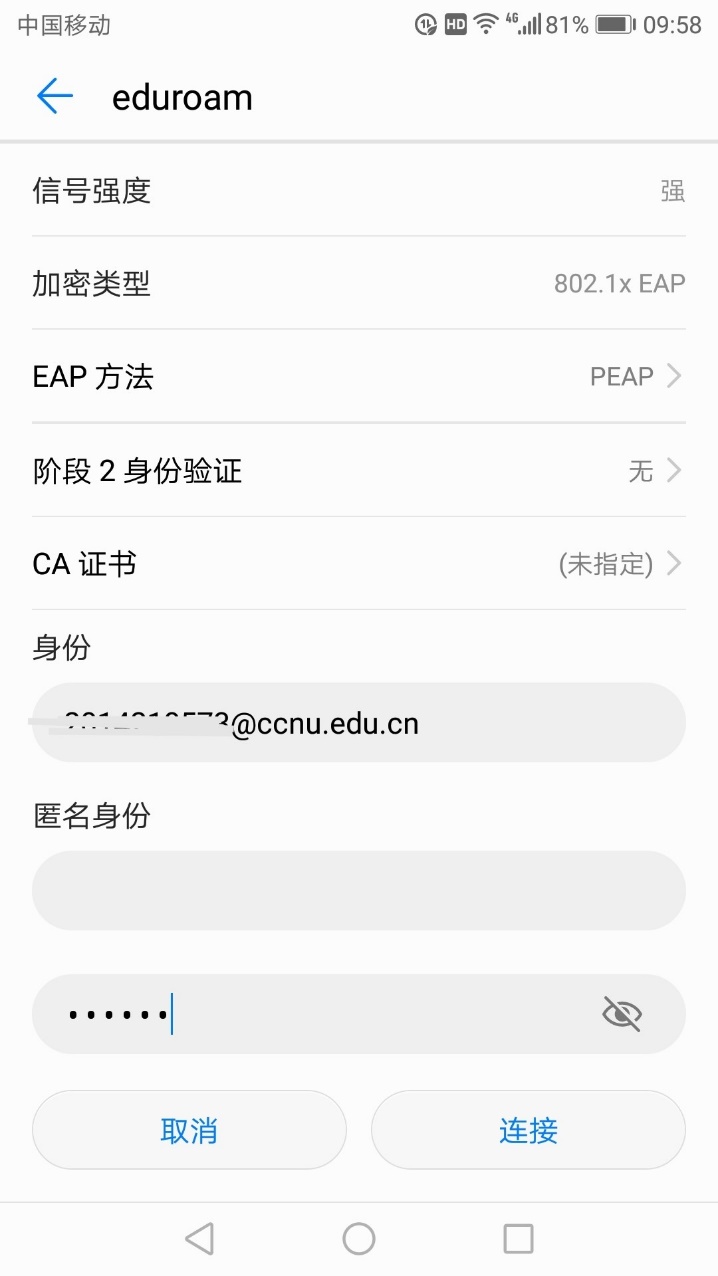 中国移动 HD 4G 81% 09:58
eduroam
信号强度 强
加密类型 802.1x EAP
EAP 方法 PEAP
阶段 2 身份验证 无
CA 证书 (未指定)
身份
@ccnu.edu.cn
匿名身份
••••••
取消 连接